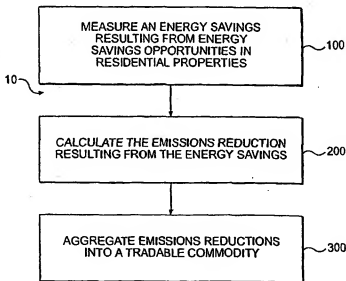 MEASURE AN ENERGY SAVINGS
RESULTING FROM ENERGY
SAVINGS OPPORTUNITIES IN
RESIDENTIAL PROPERTIES
100
10
CALCULATE THE EMISSIONS REDUCTION
RESULTING FROM THE ENERGY SAVINGS
200
AGGREGATE EMISSIONS REDUCTIONS
INTO A TRADABLE COMMODITY
300